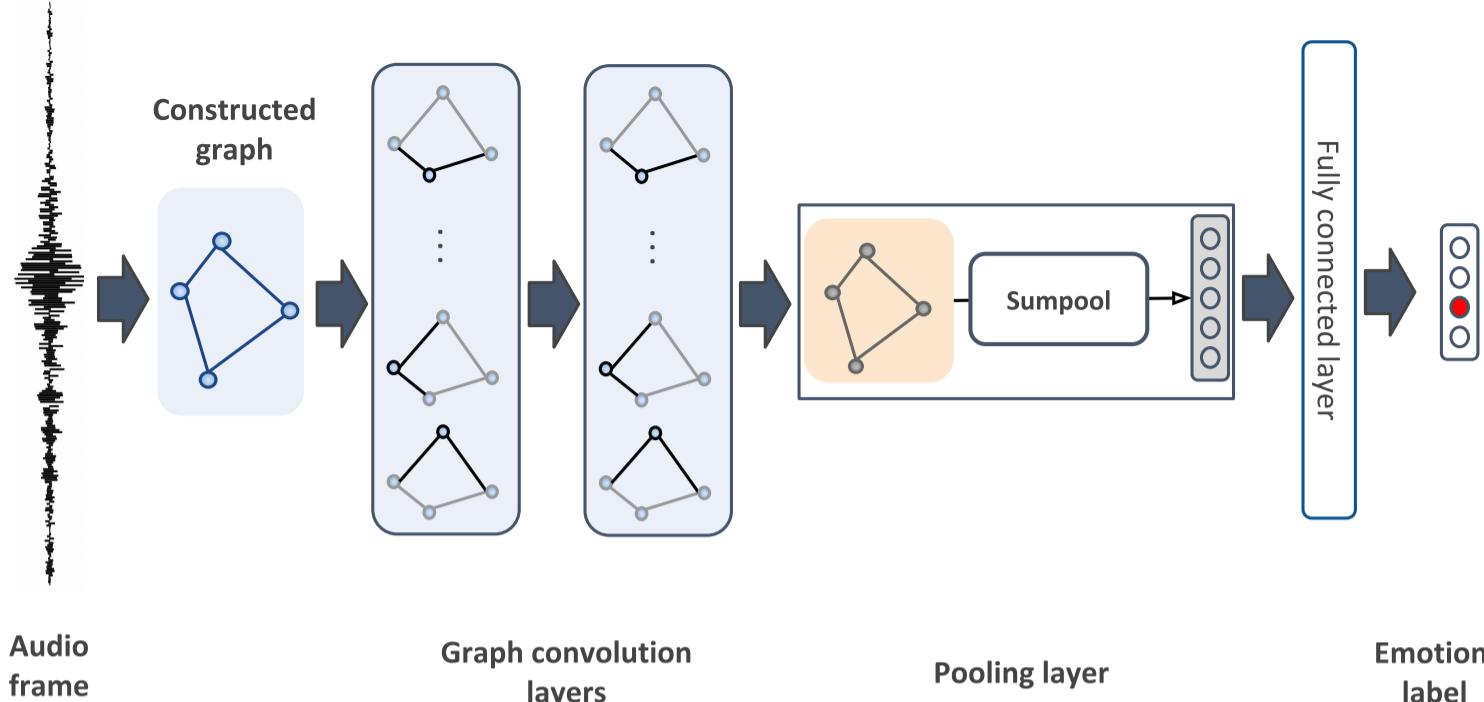 Constructed
graph
Sumpool
Fully connected layer
Audio
frame
Graph convolution
layers
Pooling layer
Emotion
label